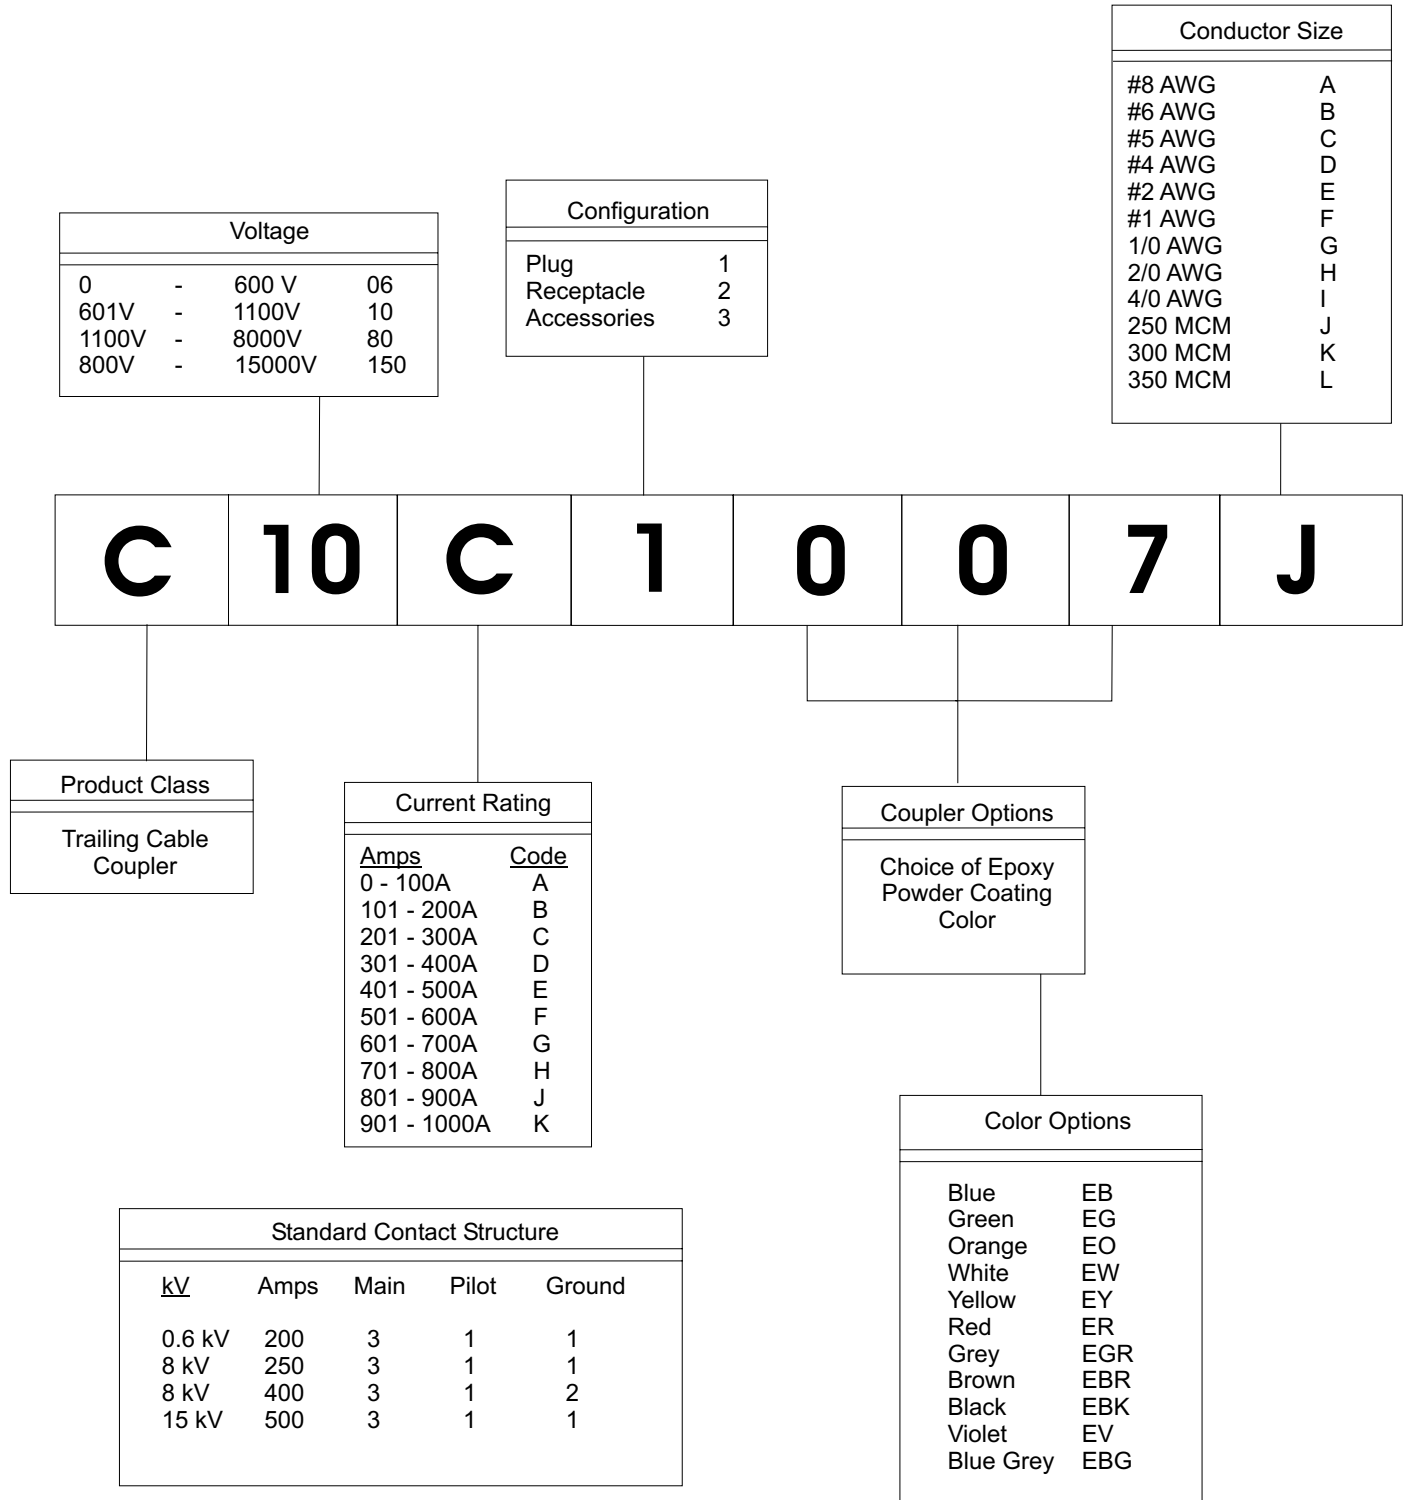 Conductor Size
#8 AWG A
#6 AWG B
#5 AWG C
#4 AWG D
#2 AWG E
#1 AWG F
1/0 AWG G
2/0 AWG H
4/0 AWG I
250 MCM J
300 MCM K
350 MCM L
Configuration
Plug 1
Receptacle 2
Accessories 3
Voltage
0 - 600 V 06
601V - 1100V 10
1100V - 8000V 80
800V - 15000V 150
C 10 C 1 0 0 7 J
Product Class
Trailing Cable
Coupler
Current Rating
Amps Code
0 - 100A A
101 - 200A B
201 - 300A C
301 - 400A D
401 - 500A E
501 - 600A F
601 - 700A G
701 - 800A H
801 - 900A J
901 - 1000A K
Coupler Options
Choice of Epoxy
Powder Coating
Color
Color Options
Blue EB
Green EG
Orange EO
White EW
Yellow EY
Red ER
Grey EGR
Brown EBR
Black EBK
Violet EV
Blue Grey EBG
Standard Contact Structure
kV Amps Main Pilot Ground
0.6 kV 200 3 1 1
8 kV 250 3 1 1
8 kV 400 3 1 2
15 kV 500 3 1 1